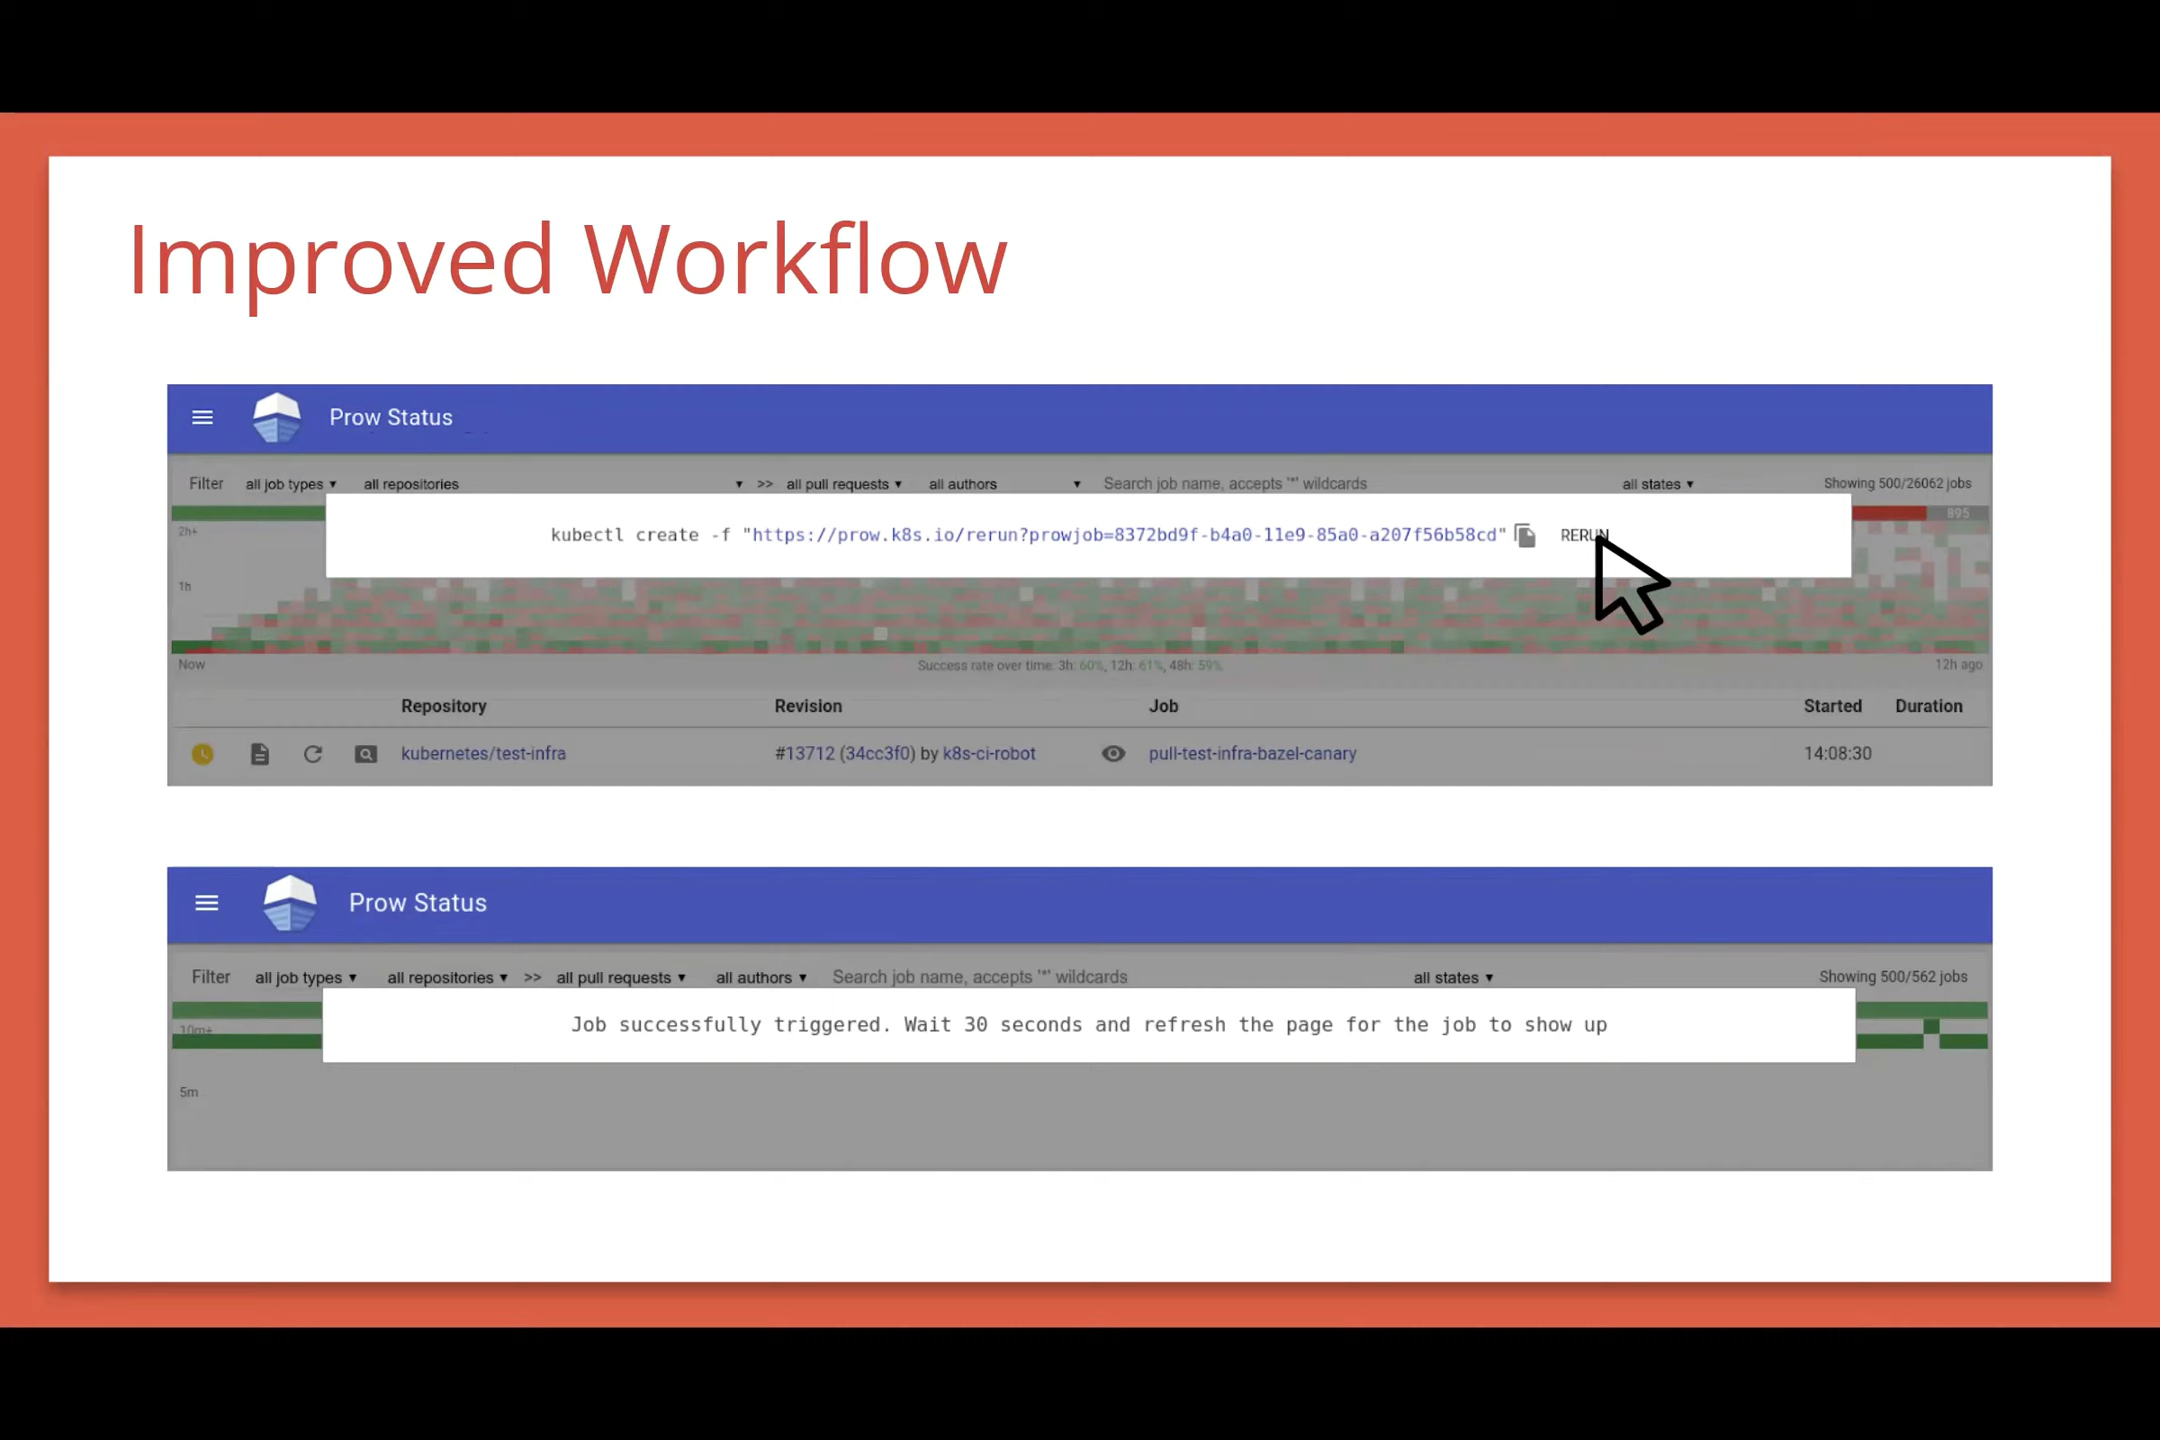 Improved Workflow
Prow Status
Filter all job types ▾ all repositories ▾ >> all pull requests ▾ all authors ▾ Search job name, accepts '*' wildcards all states ▾ Showing 500/26062 jobs
895
2h+
kubectl create -f "https://prow.k8s.io/rerun?prowjob=8372bd9f-b4a0-11e9-85a0-a207f56b58cd" RERUN
1h
Now Success rate over time: 3h: 60%, 12h: 61%, 48h: 59% 12h ago
Repository Revision Job Started Duration
kubernetes/test-infra #13712 (34cc3f0) by k8s-ci-robot pull-test-infra-bazel-canary 14:08:30
Prow Status
Filter all job types ▾ all repositories ▾ >> all pull requests ▾ all authors ▾ Search job name, accepts '*' wildcards all states ▾ Showing 500/562 jobs
Job successfully triggered. Wait 30 seconds and refresh the page for the job to show up
10m+
5m